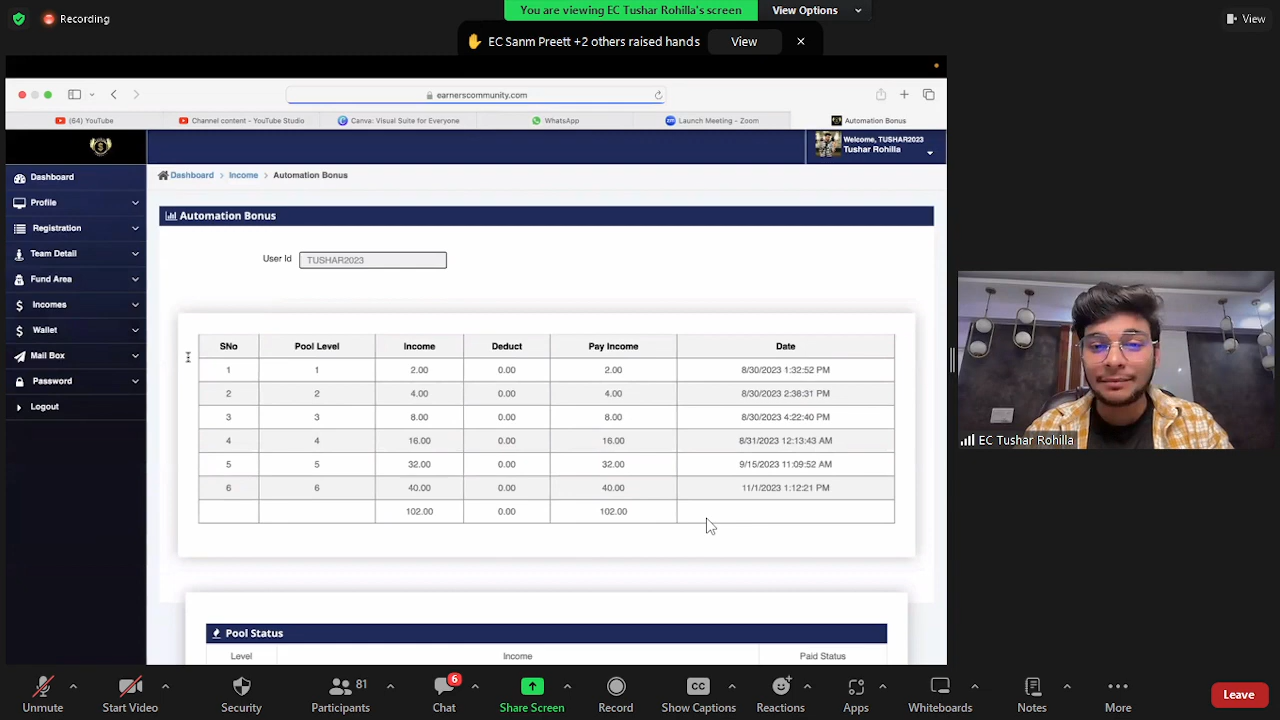 Recording
You are viewing EC Tushar Rohilla's screen
View Options
View
EC Sanm Preett +2 others raised hands
View
earnerscommunity.com
(64) YouTube
Channel content - YouTube Studio
Canva: Visual Suite for Everyone
WhatsApp
Launch Meeting - Zoom
Automation Bonus
Welcome, TUSHAR2023
Tushar Rohilla
Dashboard
Profile
Registration
Team Detail
Fund Area
Incomes
Wallet
Mail Box
Password
Logout
Dashboard > Income > Automation Bonus
Automation Bonus
User Id TUSHAR2023
SNo Pool Level Income Deduct Pay Income Date
1 1 2.00 0.00 2.00 8/30/2023 1:32:52 PM
2 2 4.00 0.00 4.00 8/30/2023 2:38:31 PM
3 3 8.00 0.00 8.00 8/30/2023 4:22:40 PM
4 4 16.00 0.00 16.00 8/31/2023 12:13:43 AM
5 5 32.00 0.00 32.00 9/15/2023 11:09:52 AM
6 6 40.00 0.00 40.00 11/1/2023 1:12:21 PM
102.00 0.00 102.00
Pool Status
Level Income Paid Status
EC Tushar Rohilla
Unmute
Start Video
Security
81
Participants
6
Chat
Share Screen
Record
CC
Show Captions
Reactions
Apps
Whiteboards
Notes
More
Leave